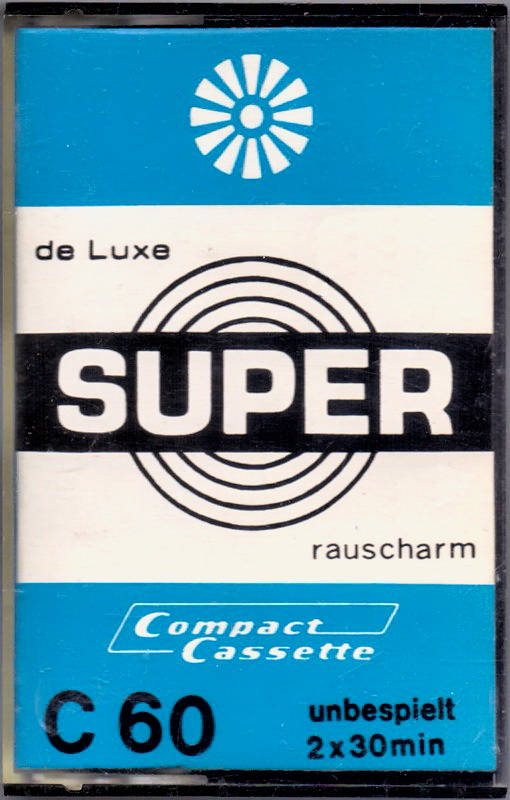 de Luxe
SUPER
rauscharm
Compact
Cassette
C 60
unbespielt
2x30min